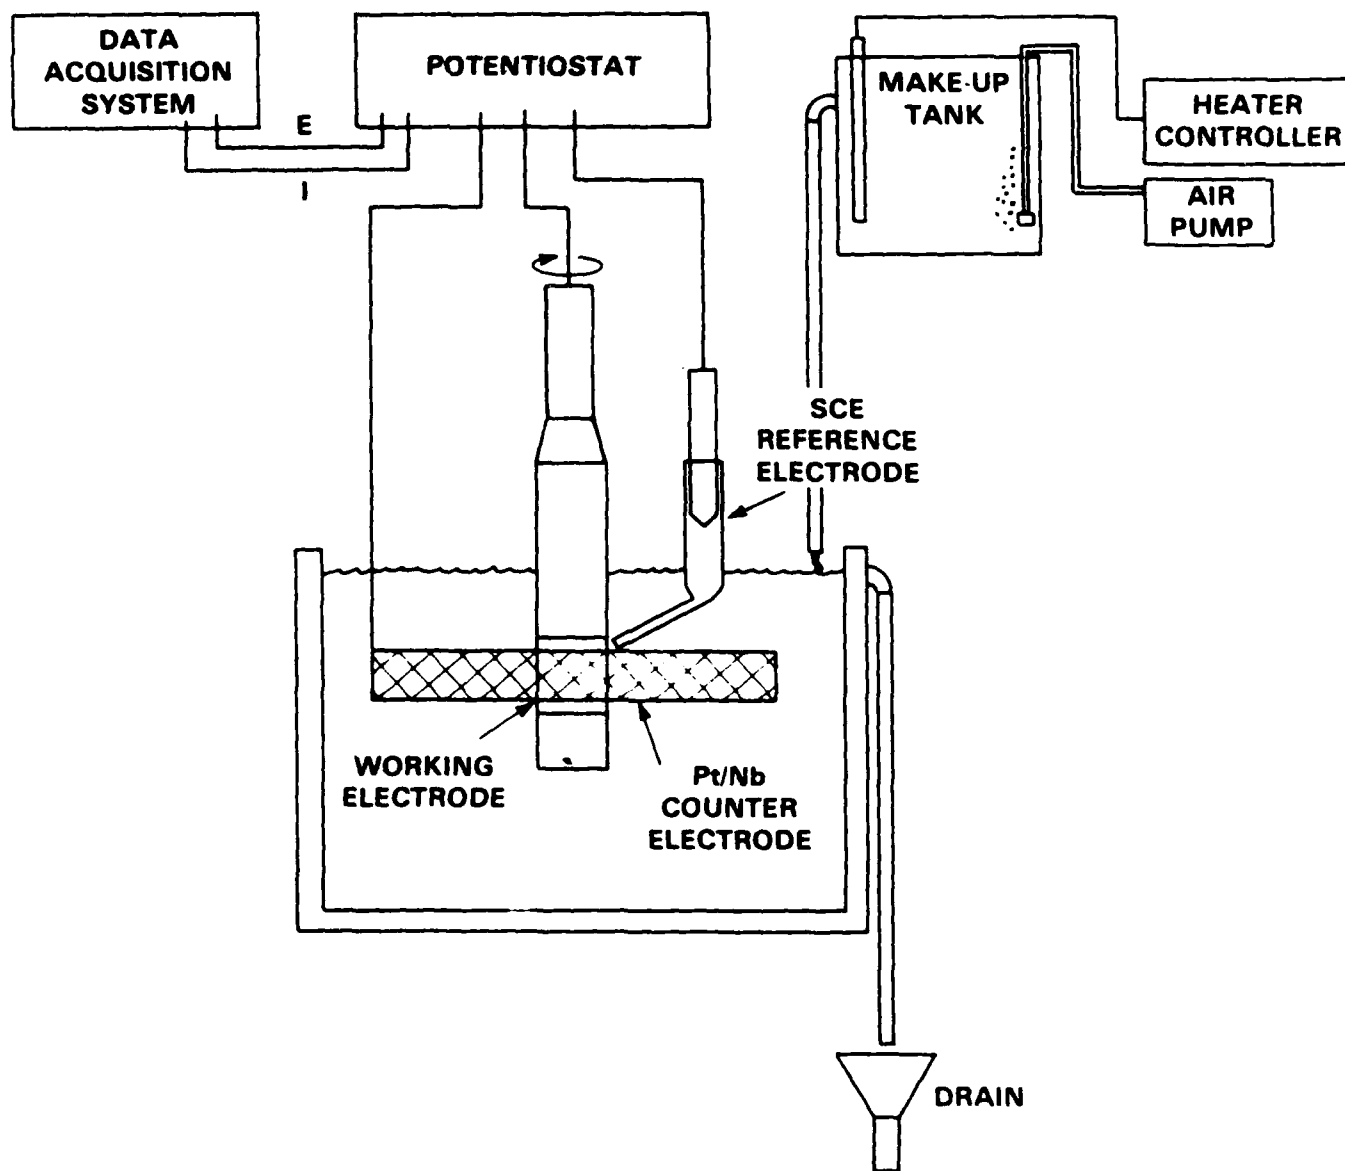 DATA
ACQUISITION
SYSTEM
E
I
POTENTIOSTAT
MAKE-UP
TANK
HEATER
CONTROLLER
AIR
PUMP
SCE
REFERENCE
ELECTRODE
WORKING
ELECTRODE
Pt/Nb
COUNTER
ELECTRODE
DRAIN